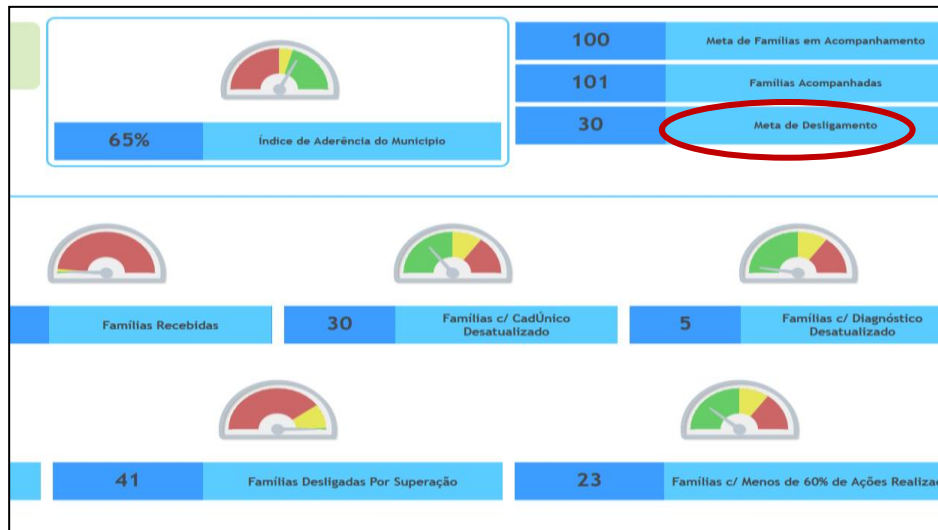 100 Meta de Famílias em Acompanhamento
101 Famílias Acompanhadas
30 Meta de Desligamento
65% Índice de Aderência do Município
Famílias Recebidas
30 Famílias c/ CadÚnico
Desatualizado
5 Famílias c/ Diagnóstico
Desatualizado
41 Famílias Desligadas Por Superação
23 Famílias c/ Menos de 60% de Ações Realiza